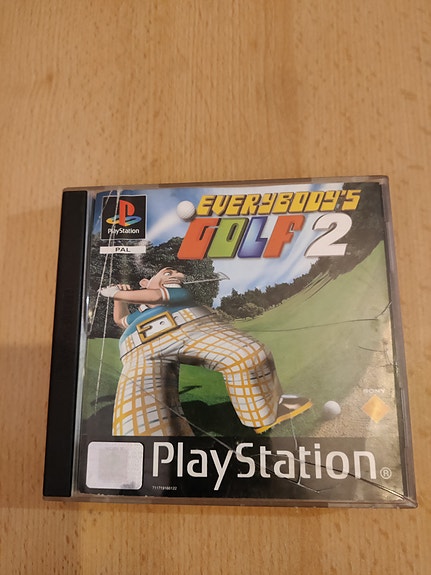 PlayStation
PAL
EVERYBODY'S
GOLF 2
SONY
PlayStation®